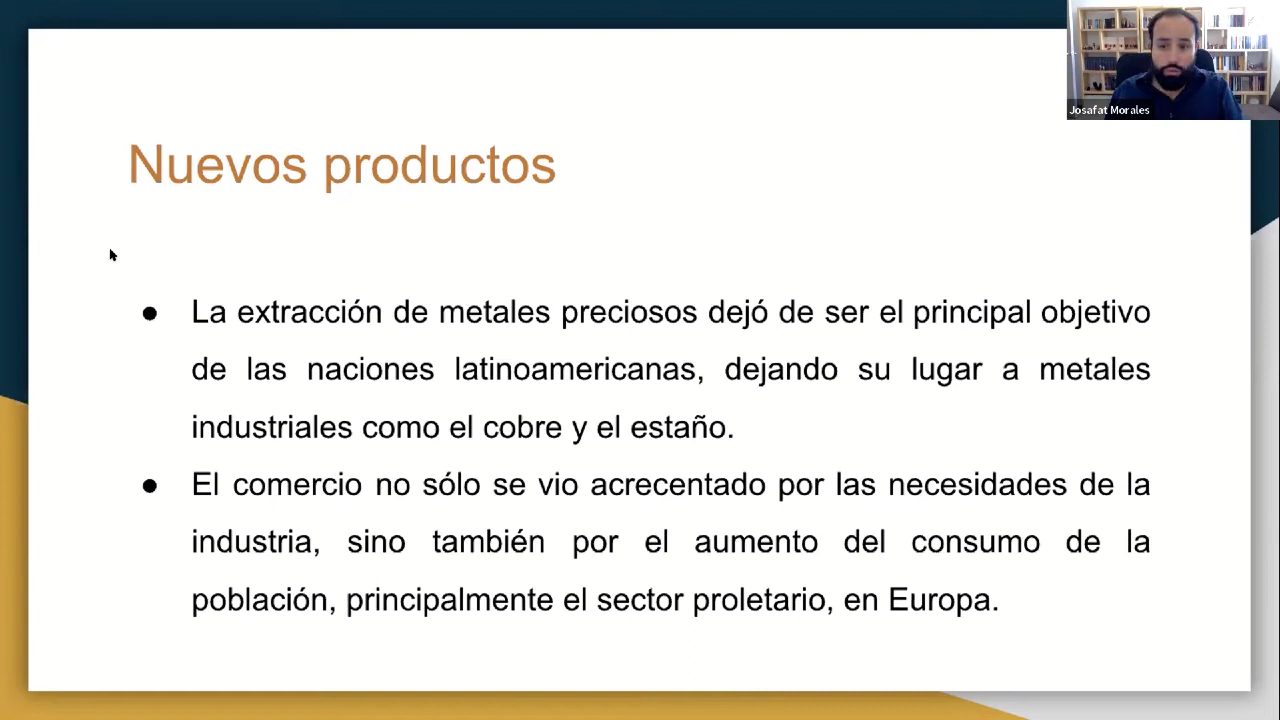 Josafat Morales
Nuevos productos
● La extracción de metales preciosos dejó de ser el principal objetivo
de las naciones latinoamericanas, dejando su lugar a metales
industriales como el cobre y el estaño.
● El comercio no sólo se vio acrecentado por las necesidades de la
industria, sino también por el aumento del consumo de la
población, principalmente el sector proletario, en Europa.